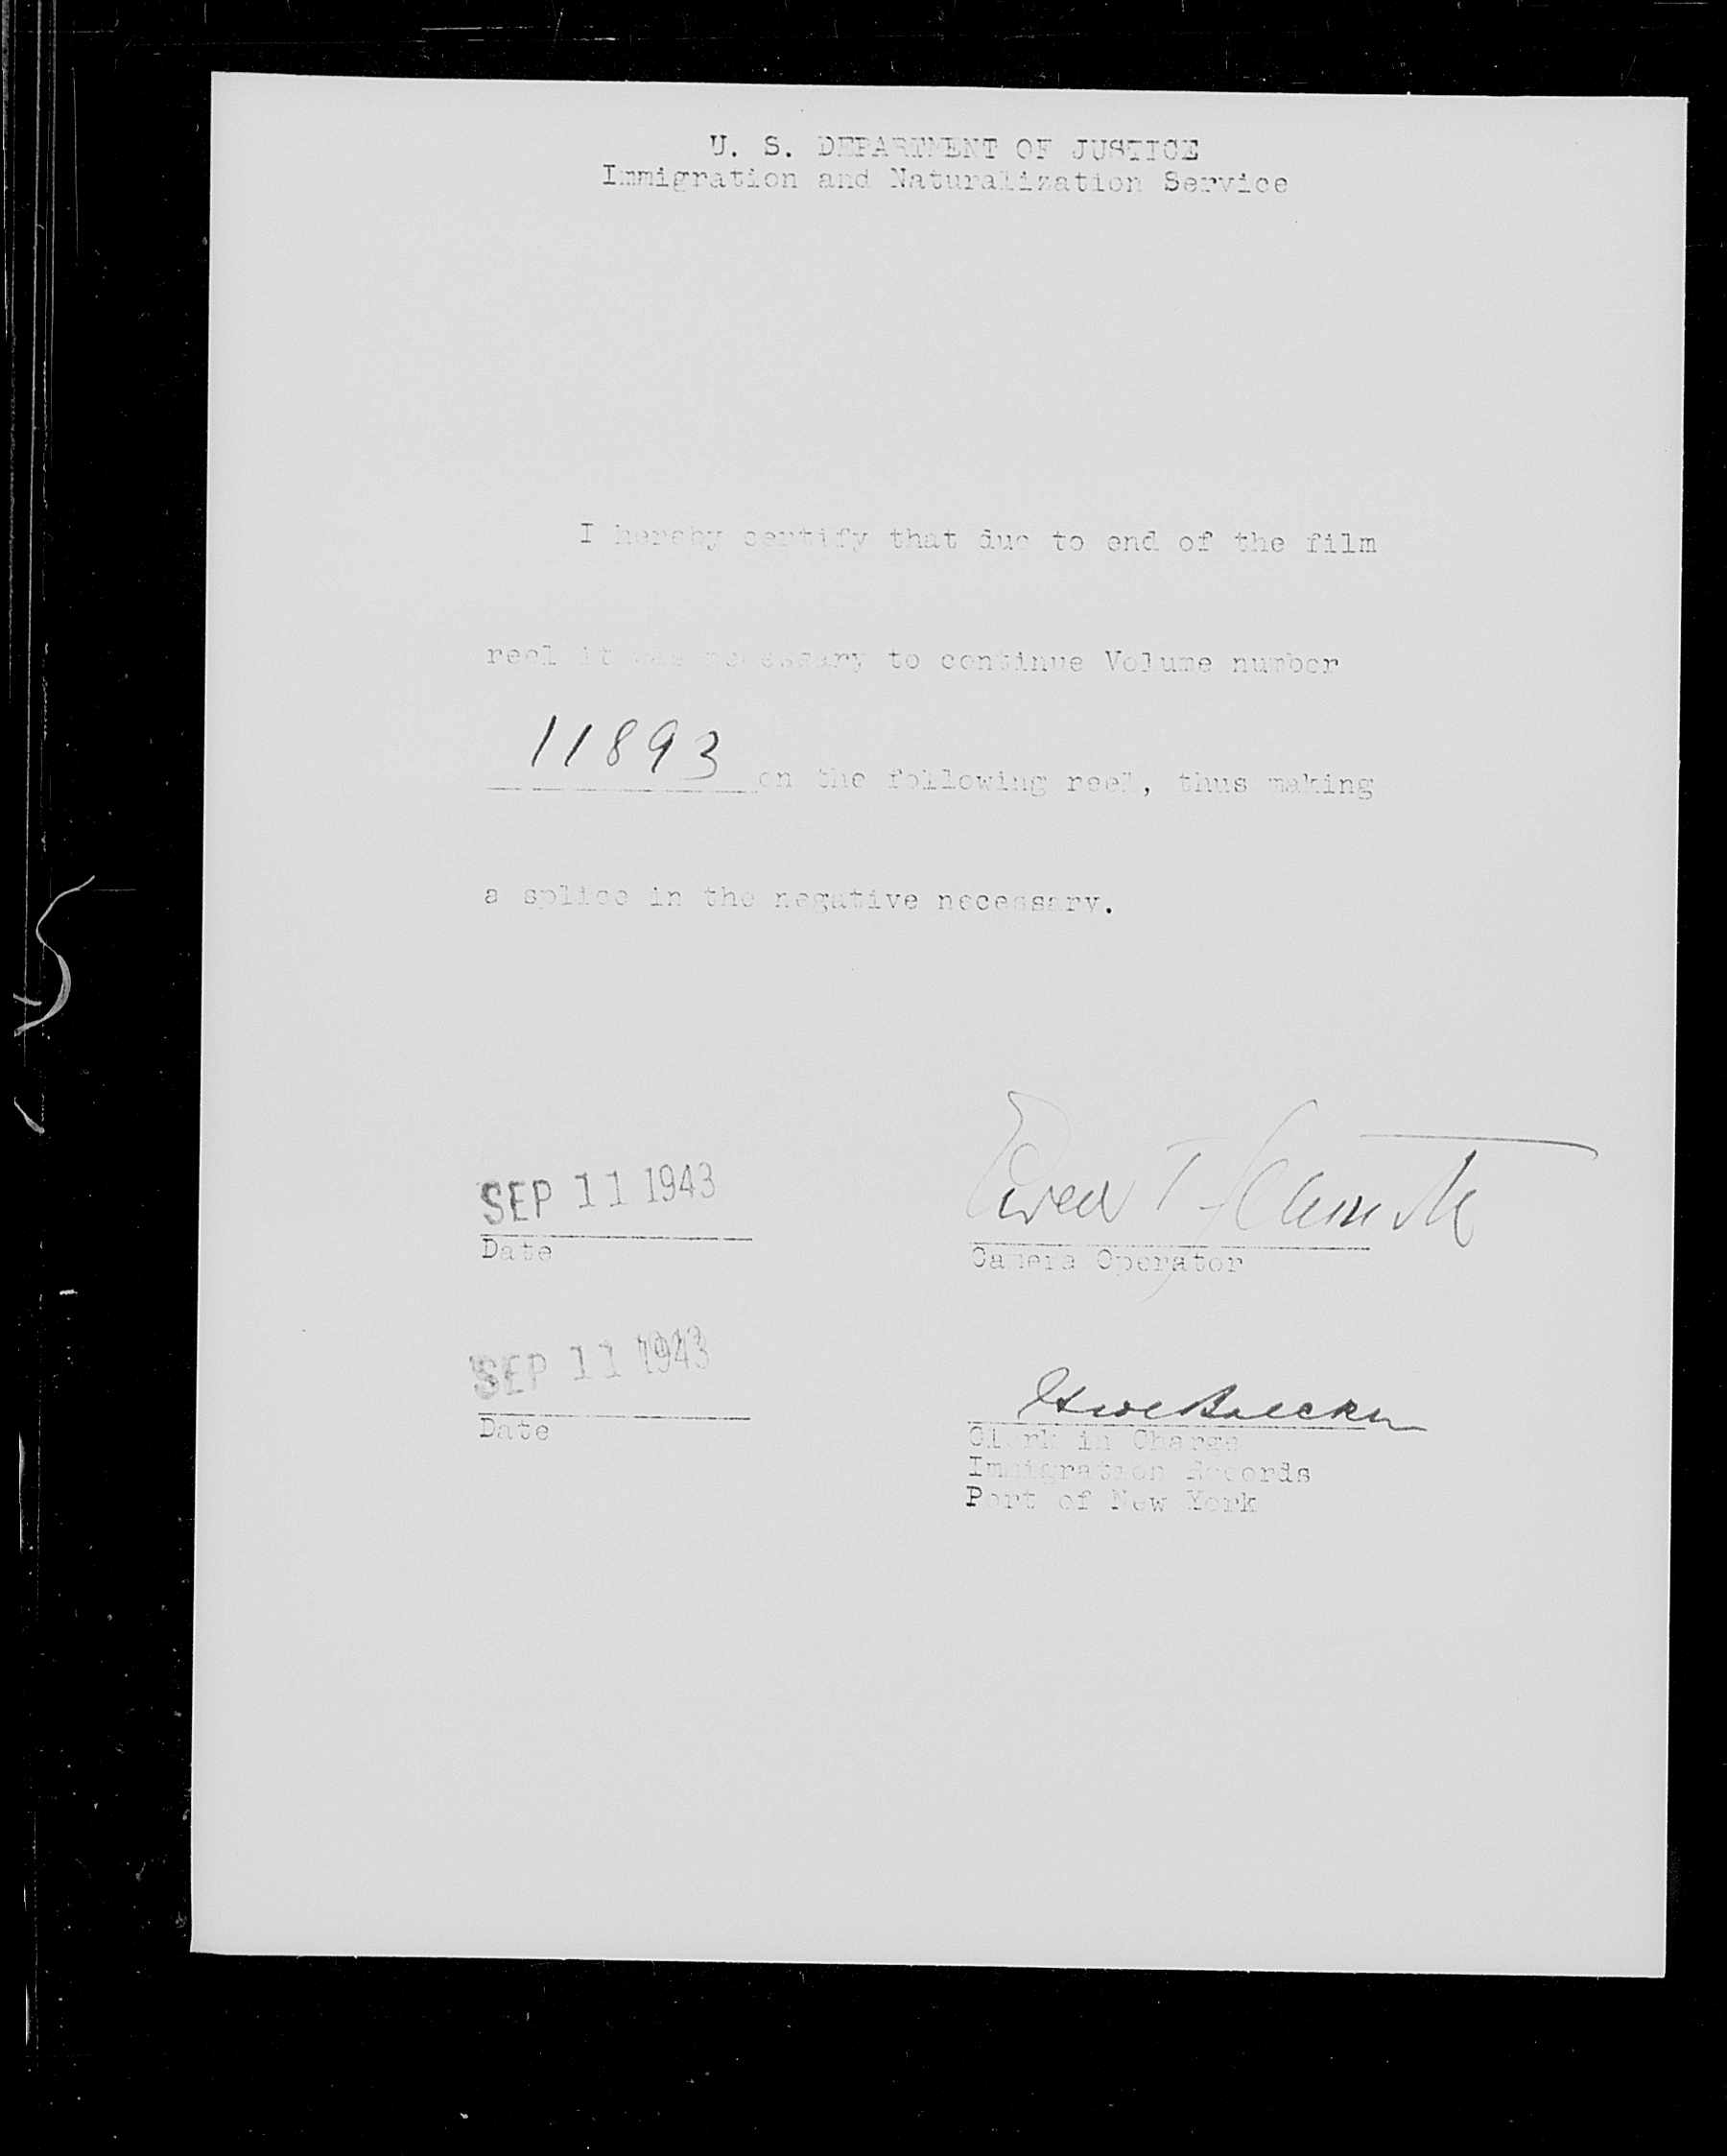 U. S. DEPARTMENT OF JUSTICE
Immigration and Naturalization Service
I hereby certify that due to end of the film
reel it was necessary to continue Volume number
11893 on the following reel, thus making
a splice in the negative necessary.
SEP 11 1943
Date
Camera Operator
SEP 11 1943
Date
Clerk in Charge
Immigration Records
Port of New York